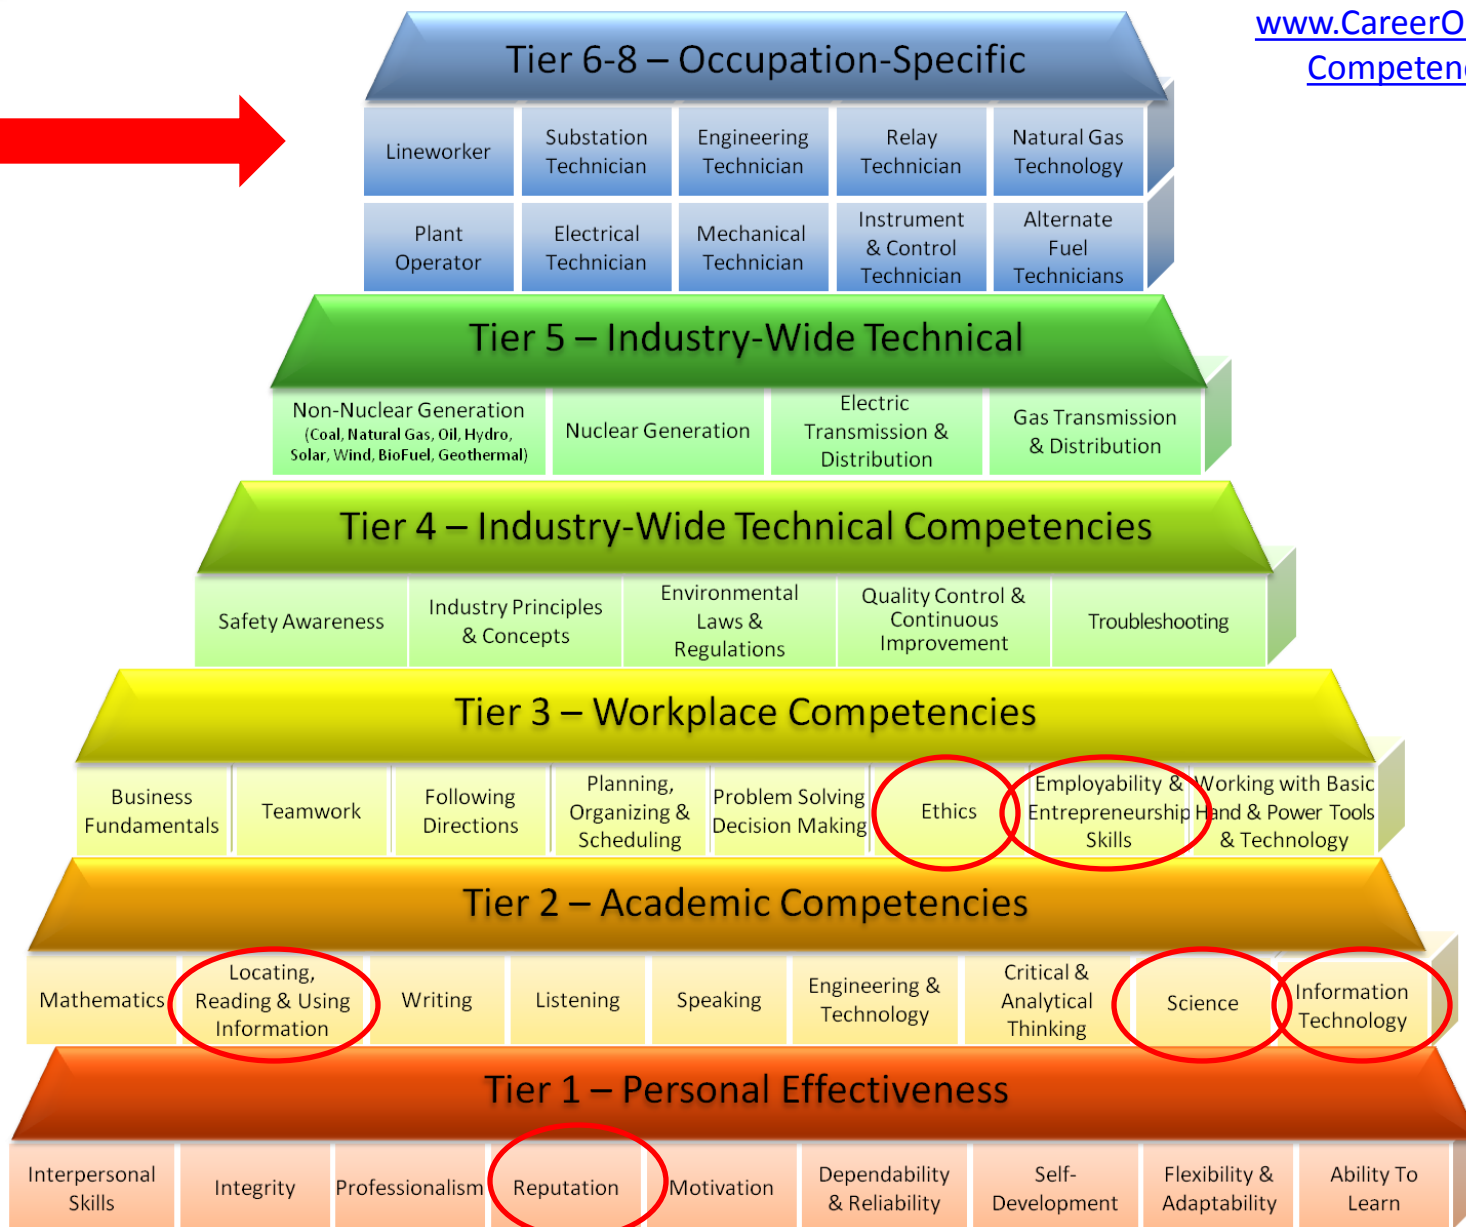 www.CareerO
Competen
Tier 6-8 – Occupation-Specific
Lineworker
Substation
Technician
Engineering
Technician
Relay
Technician
Natural Gas
Technology
Plant
Operator
Electrical
Technician
Mechanical
Technician
Instrument
& Control
Technician
Alternate
Fuel
Technicians
Tier 5 – Industry-Wide Technical
Non-Nuclear Generation
(Coal, Natural Gas, Oil, Hydro,
Solar, Wind, BioFuel, Geothermal)
Nuclear Generation
Electric
Transmission &
Distribution
Gas Transmission
& Distribution
Tier 4 – Industry-Wide Technical Competencies
Safety Awareness
Industry Principles
& Concepts
Environmental
Laws &
Regulations
Quality Control &
Continuous
Improvement
Troubleshooting
Tier 3 – Workplace Competencies
Business
Fundamentals
Teamwork
Following
Directions
Planning,
Organizing &
Scheduling
Problem Solving
Decision Making
Ethics
Employability &
Entrepreneurship
Skills
Working with Basic
Hand & Power Tools
& Technology
Tier 2 – Academic Competencies
Mathematics
Locating,
Reading & Using
Information
Writing
Listening
Speaking
Engineering &
Technology
Critical &
Analytical
Thinking
Science
Information
Technology
Tier 1 – Personal Effectiveness
Interpersonal
Skills
Integrity
Professionalism
Reputation
Motivation
Dependability
& Reliability
Self-
Development
Flexibility &
Adaptability
Ability To
Learn